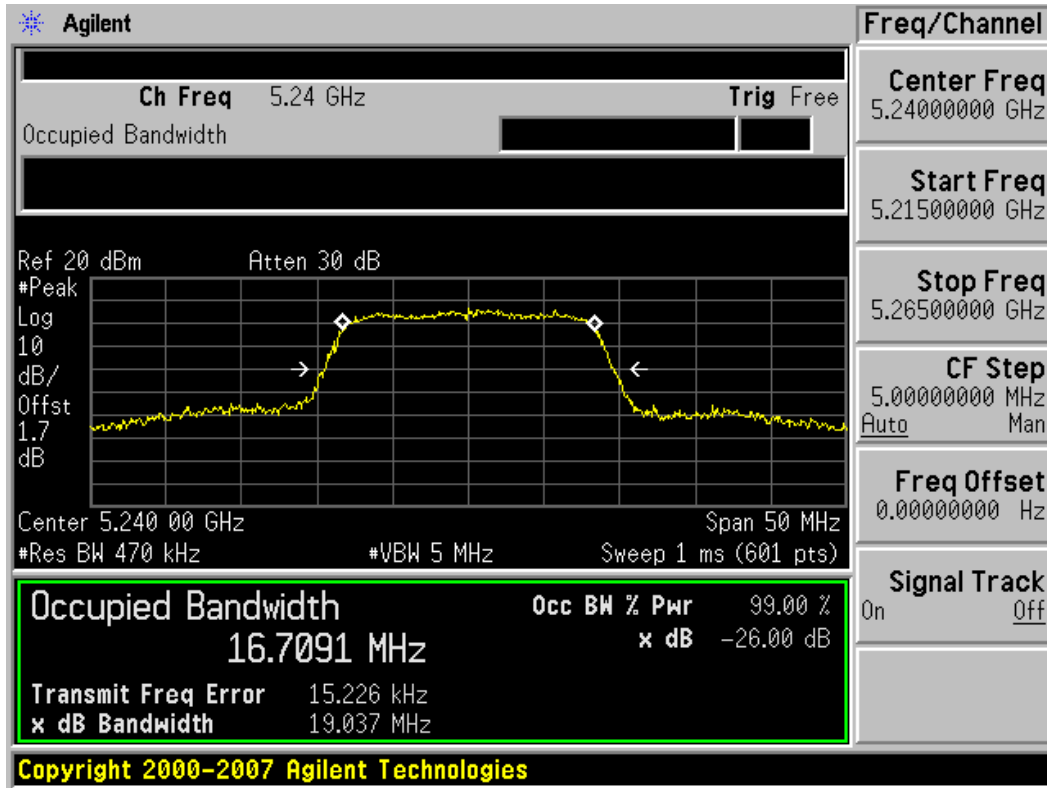 Agilent
Freq/Channel
Ch Freq 5.24 GHz Trig Free
Occupied Bandwidth
Center Freq
5.24000000 GHz
Start Freq
5.21500000 GHz
Stop Freq
5.26500000 GHz
CF Step
5.00000000 MHz
Auto Man
Freq Offset
0.00000000 Hz
Signal Track
On Off
Ref 20 dBm Atten 30 dB
#Peak
Log
10
dB/
Offst
1.7
dB
Center 5.240 00 GHz Span 50 MHz
#Res BW 470 kHz #VBW 5 MHz Sweep 1 ms (601 pts)
Occupied Bandwidth Occ BW % Pwr 99.00 %
16.7091 MHz x dB -26.00 dB
Transmit Freq Error 15.226 kHz
x dB Bandwidth 19.037 MHz
Copyright 2000-2007 Agilent Technologies